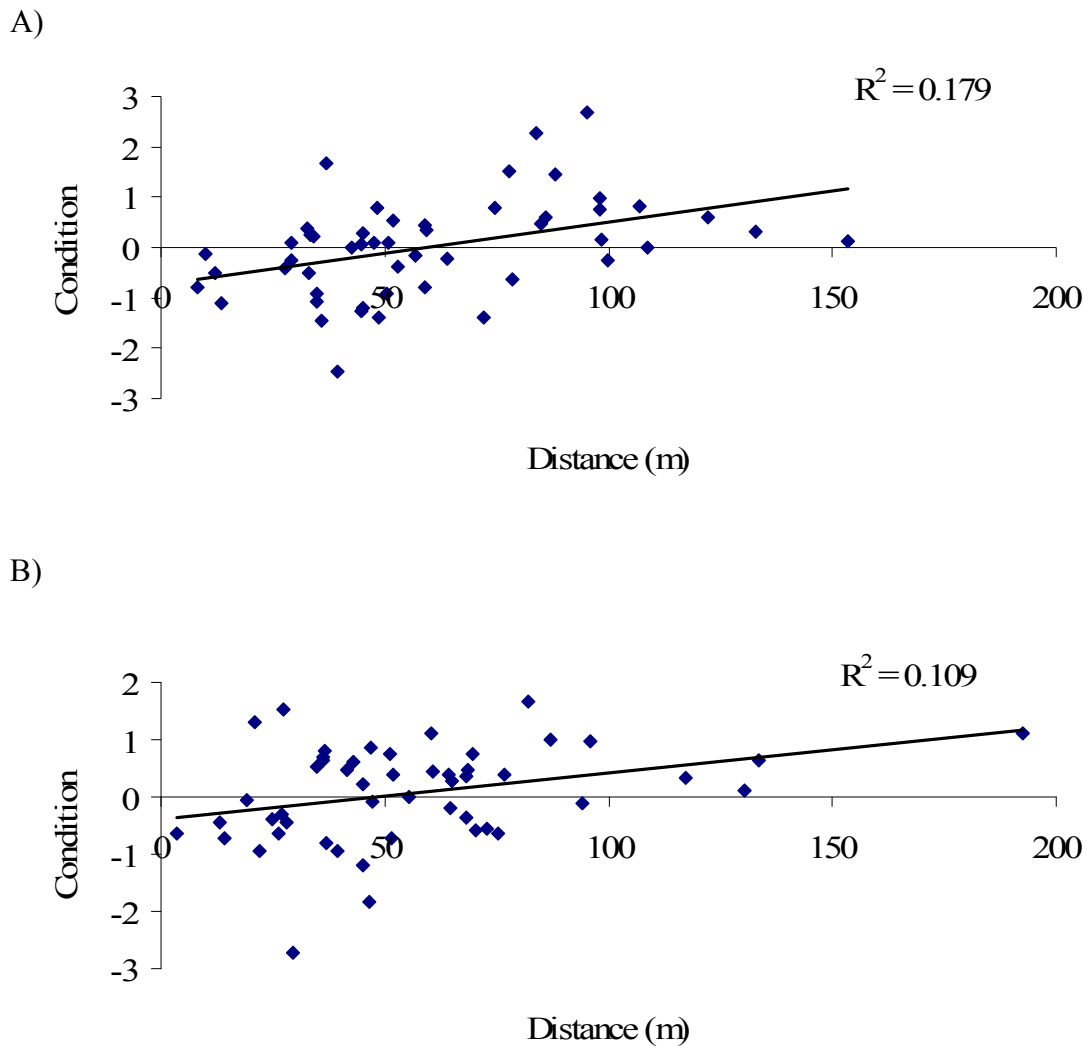 A)
R² = 0.179
3
2
1
0
-1
-2
-3
0
50
100
150
200
Condition
Distance (m)
B)
R² = 0.109
2
1
0
-1
-2
-3
0
50
100
150
200
Condition
Distance (m)